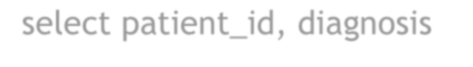 select patient_id, diagnosis